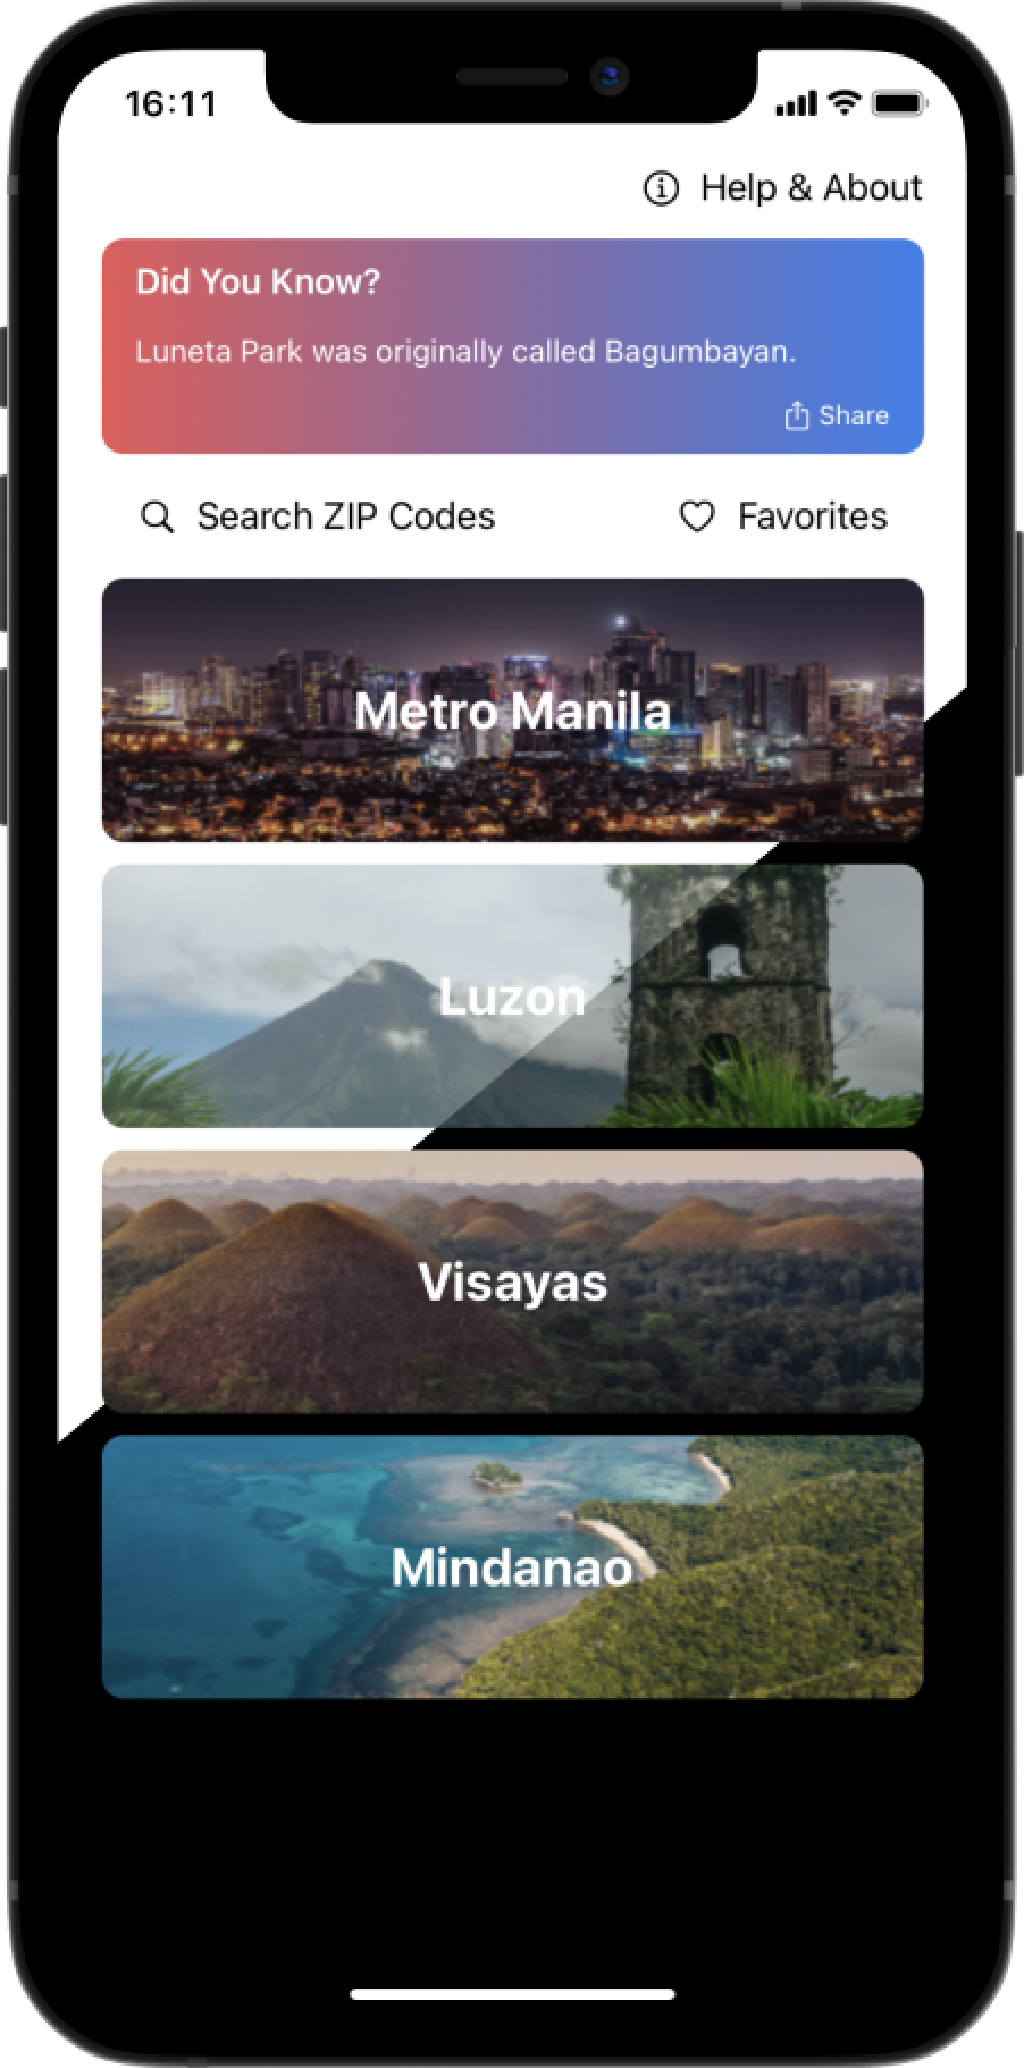 16:11
Help & About
Did You Know?
Luneta Park was originally called Bagumbayan.
Share
Search ZIP Codes
Favorites
Metro Manila
Luzon
Visayas
Mindanao